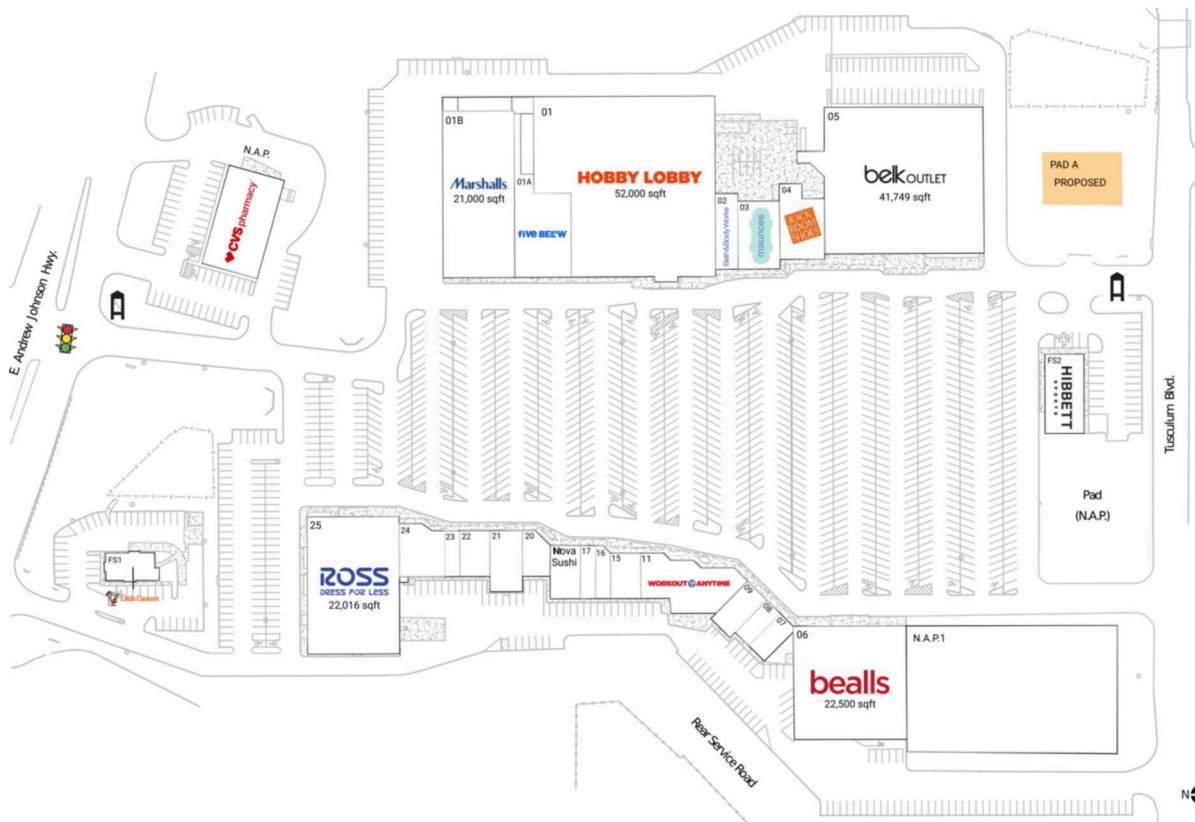 N.A.P.
CVS pharmacy
E. Andrew Johnson Hwy.
01B
Marshalls
21,000 sqft
01A
five BEL°W
01
HOBBY LOBBY
52,000 sqft
02
Bath&BodyWorks
03
maurices
04
RACK
ROOM
SHOES
05
belk OUTLET
41,749 sqft
PAD A
PROPOSED
FS2
HIBBETT
SPORTS
Tusculum Blvd.
Pad
(N.A.P.)
FS1
Little Caesars
25
ROSS
DRESS FOR LESS
22,016 sqft
24
23
22
21
20
Nova
Sushi
17
16
15
11
WORKOUT ANYTIME
09
08
07
06
bealls
22,500 sqft
N.A.P.1
Rear Service Road
N